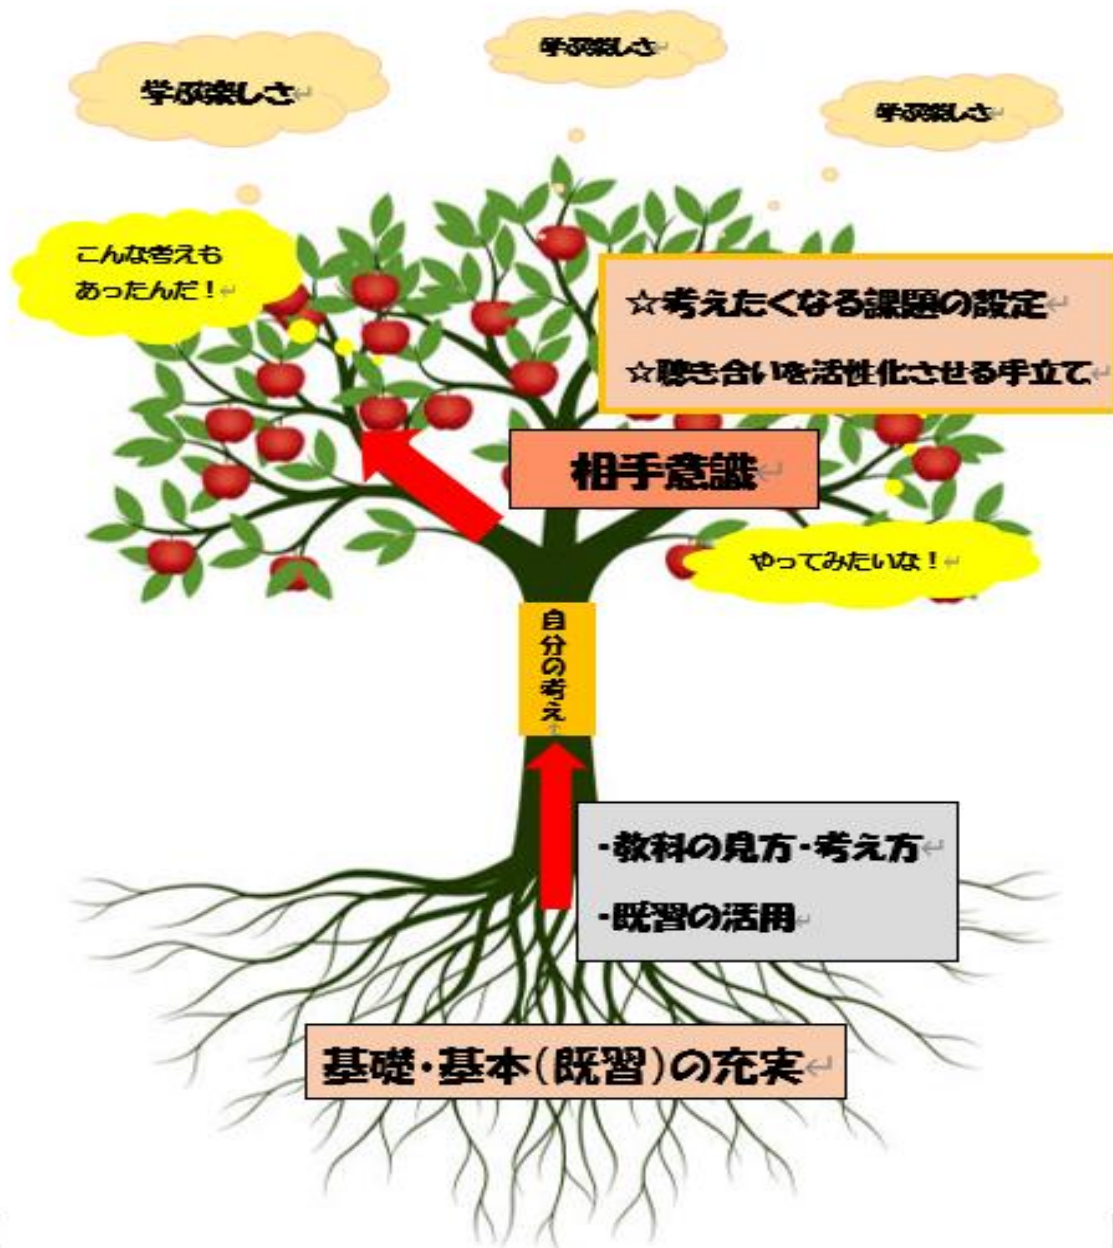 学ぶ楽しさ
学ぶ楽しさ
学ぶ楽しさ
こんな考えも
あったんだ！
☆考えたくなる課題の設定
☆聴き合いを活性化させる手立て
相手意識
やってみたいな！
自分の考え
・教科の見方・考え方
・既習の活用
基礎・基本(既習)の充実